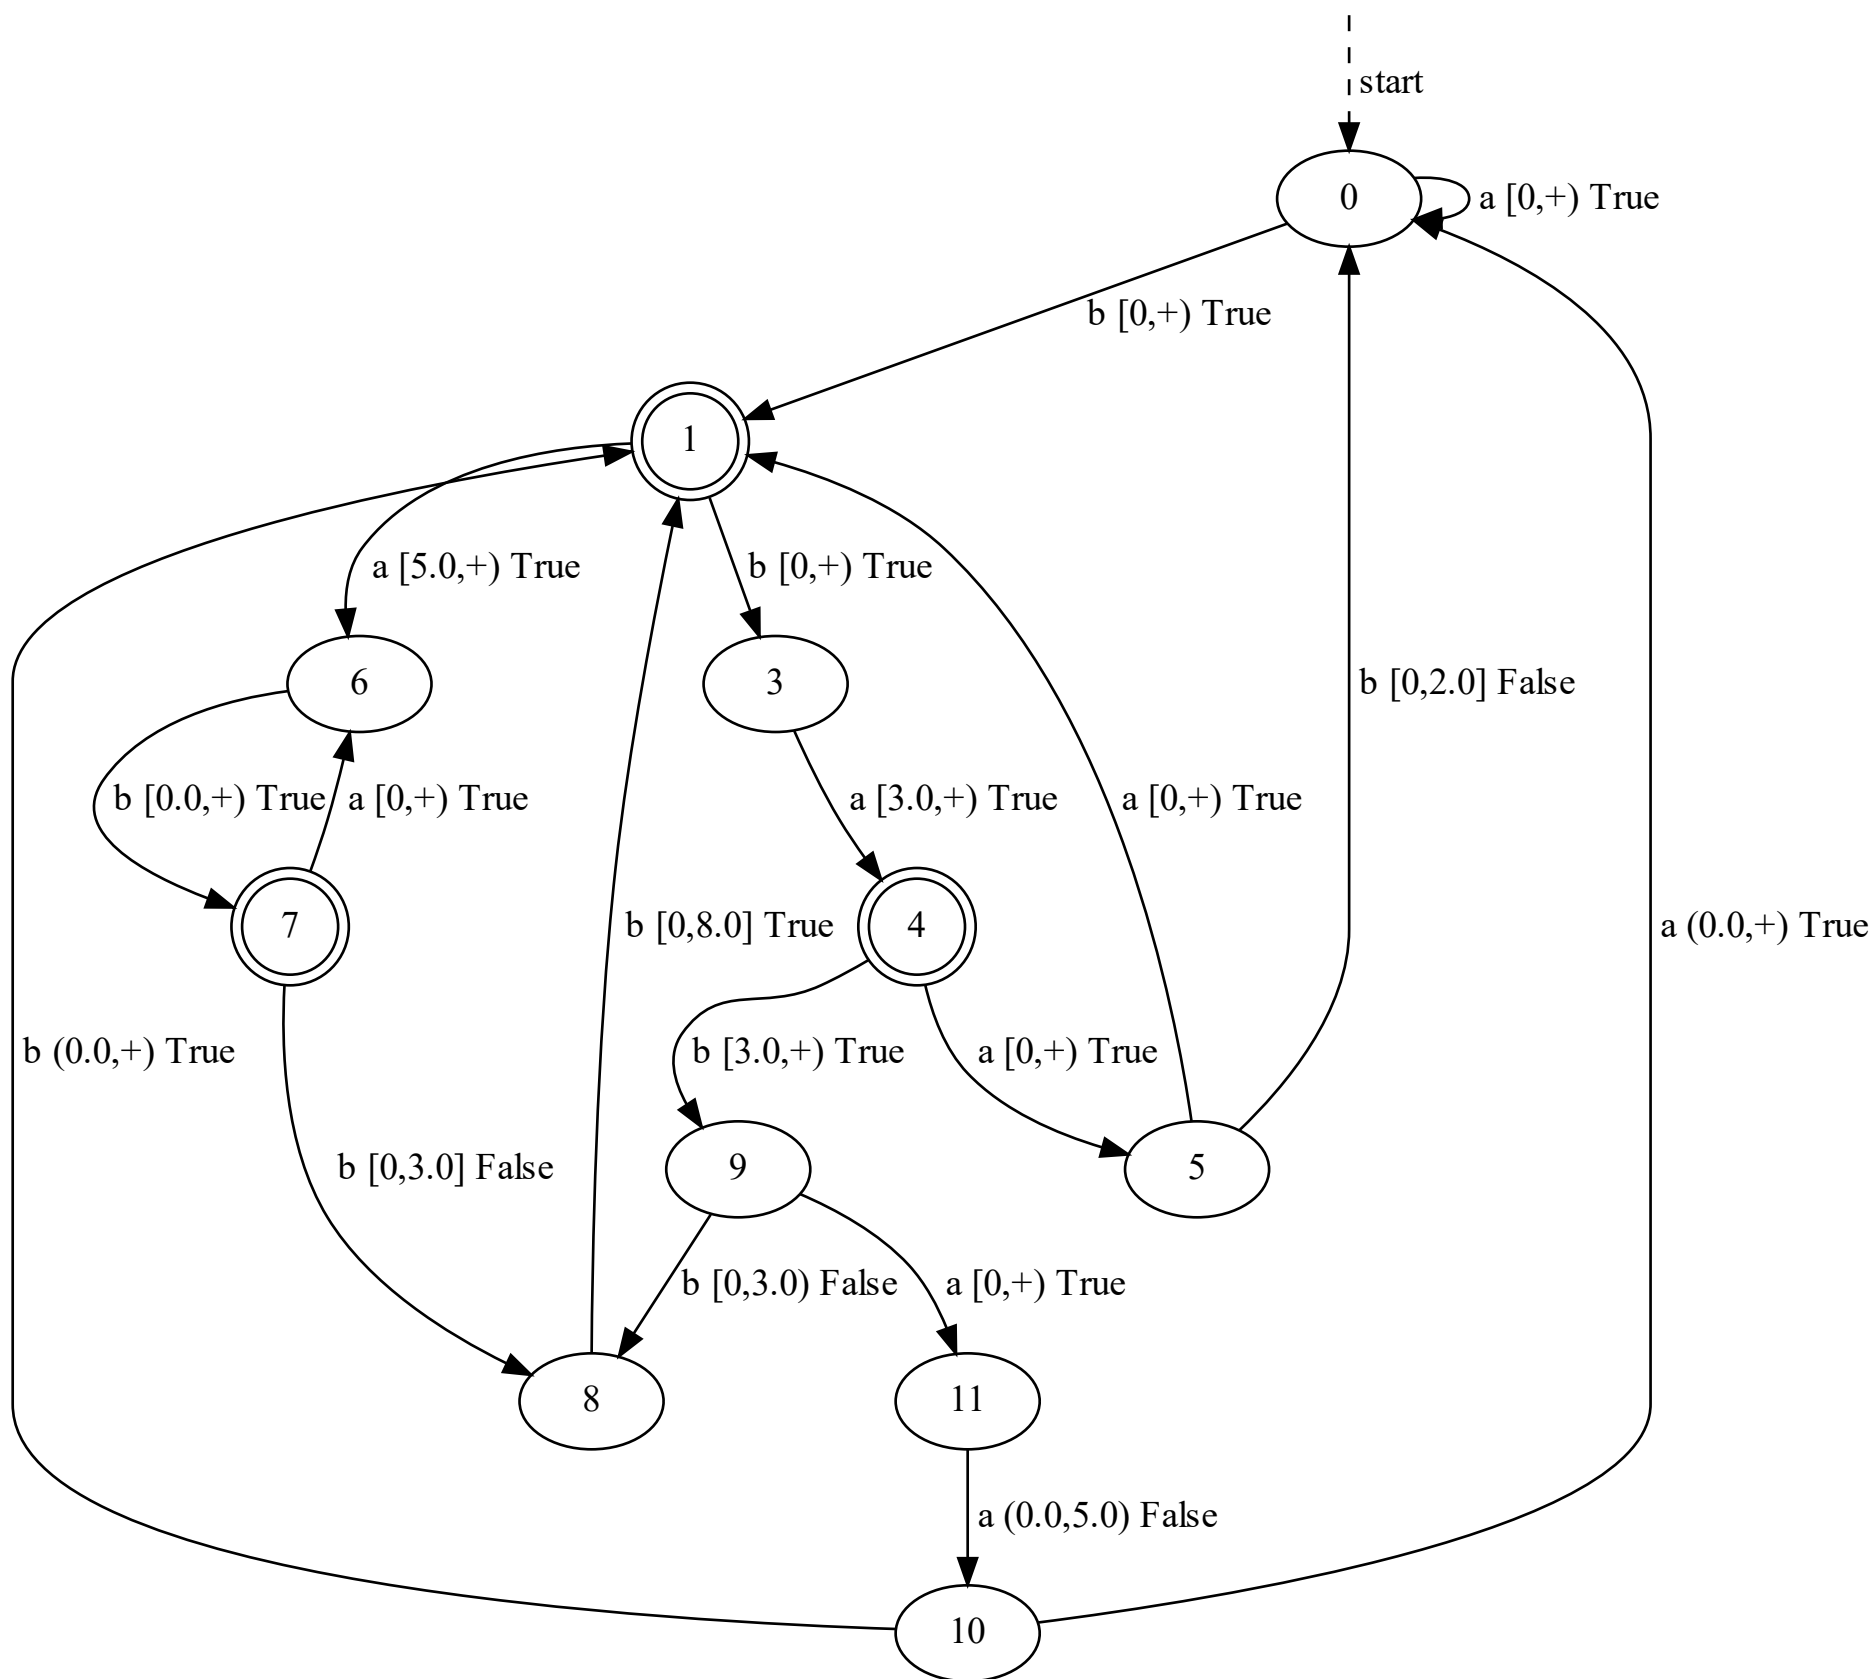 start
0
a [0,+) True
b [0,+) True
1
a [5.0,+) True
b [0,+) True
6
3
b [0,2.0] False
b [0.0,+) True
a [0,+) True
a [3.0,+) True
a [0,+) True
7
b [0,8.0] True
4
a (0.0,+) True
b (0.0,+) True
b [3.0,+) True
a [0,+) True
b [0,3.0] False
9
5
b [0,3.0) False
a [0,+) True
8
11
a (0.0,5.0) False
10